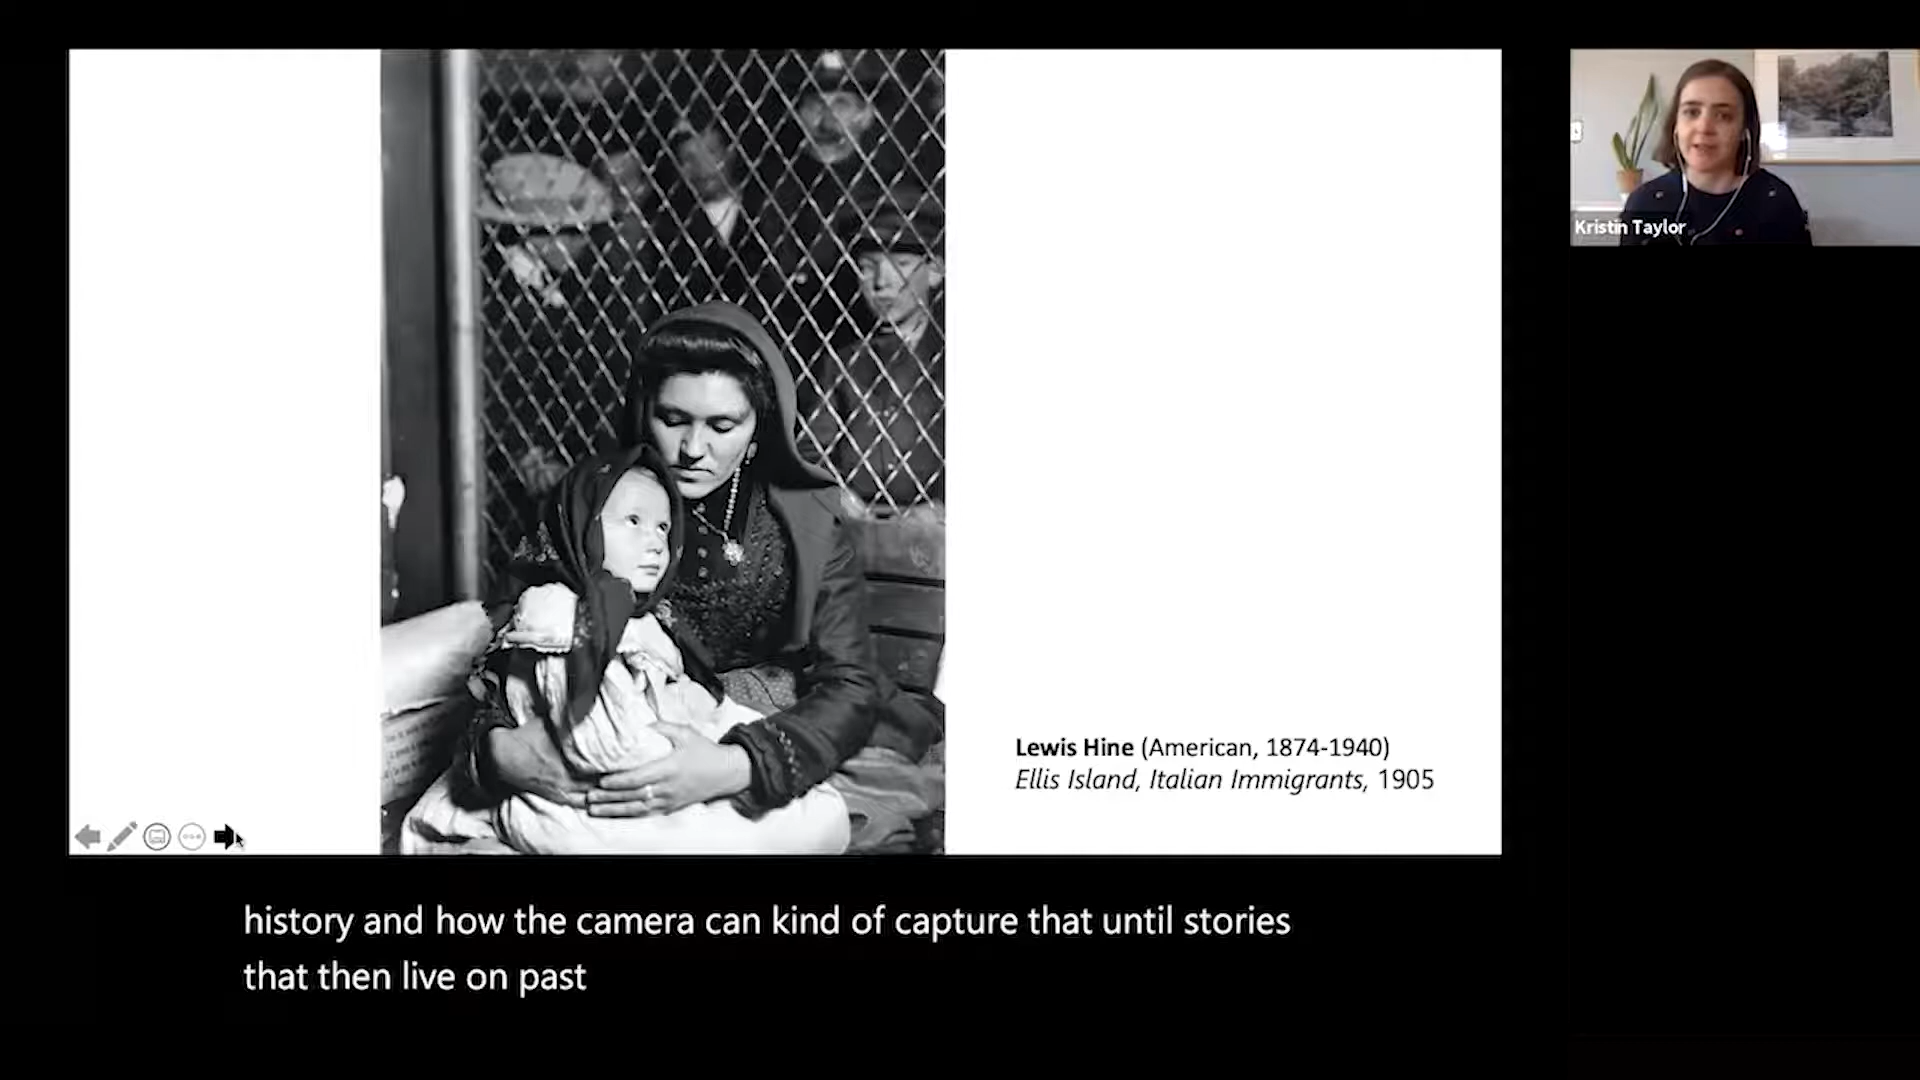 Kristin Taylor
Lewis Hine (American, 1874-1940)
Ellis Island, Italian Immigrants, 1905
history and how the camera can kind of capture that until stories
that then live on past